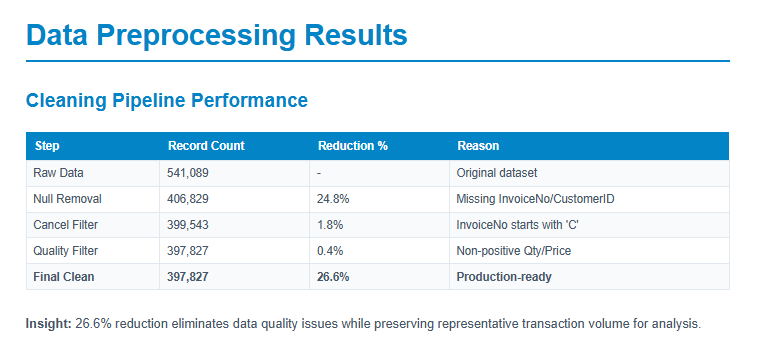 Data Preprocessing Results
Cleaning Pipeline Performance
Step Record Count Reduction % Reason
Raw Data 541,089 - Original dataset
Null Removal 406,829 24.8% Missing InvoiceNo/CustomerID
Cancel Filter 399,543 1.8% InvoiceNo starts with 'C'
Quality Filter 397,827 0.4% Non-positive Qty/Price
Final Clean 397,827 26.6% Production-ready
Insight: 26.6% reduction eliminates data quality issues while preserving representative transaction volume for analysis.